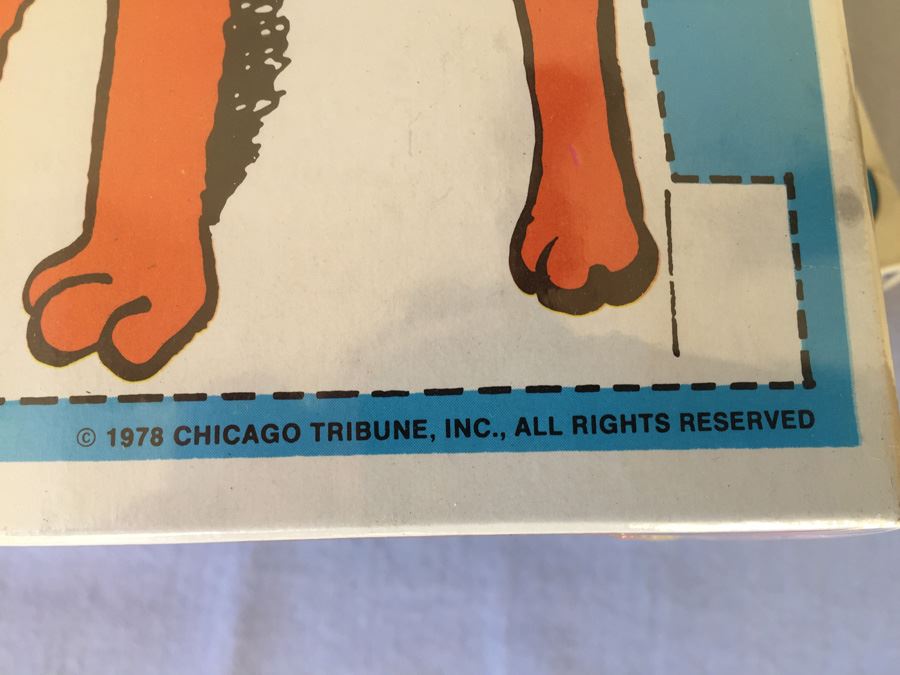 © 1978 CHICAGO TRIBUNE, INC., ALL RIGHTS RESERVED